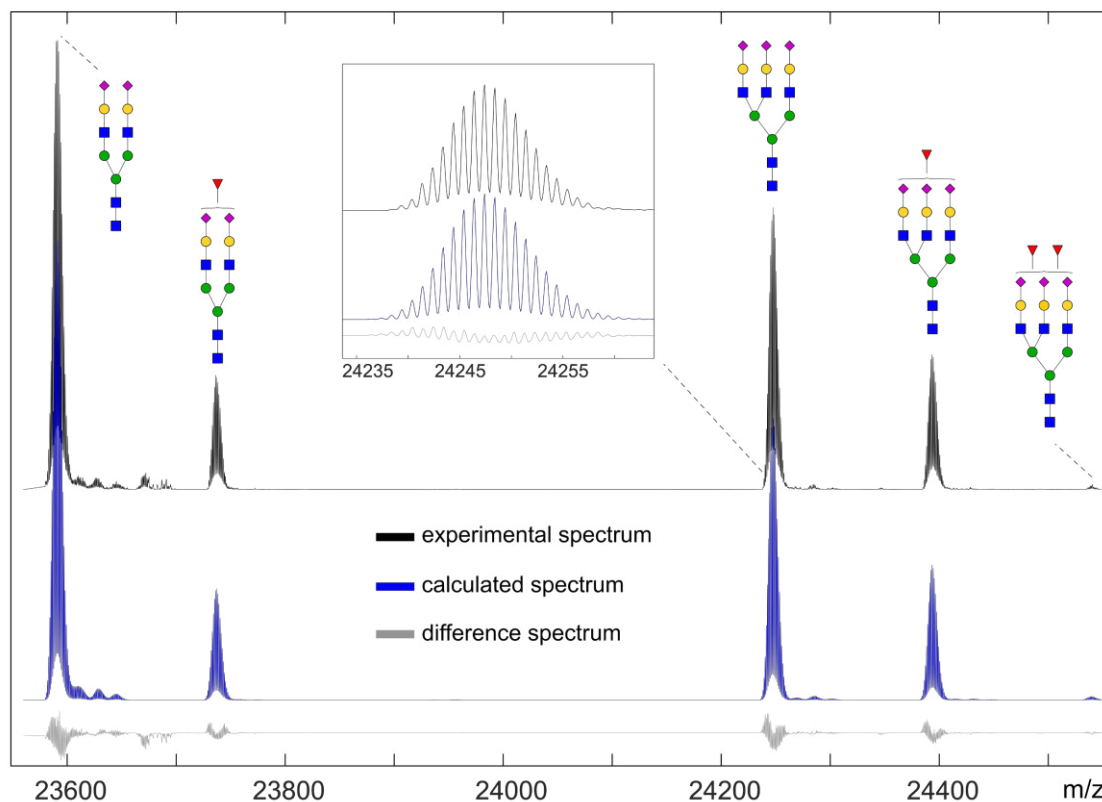 24235 24245 24255
experimental spectrum
calculated spectrum
difference spectrum
23600 23800 24000 24200 24400 m/z